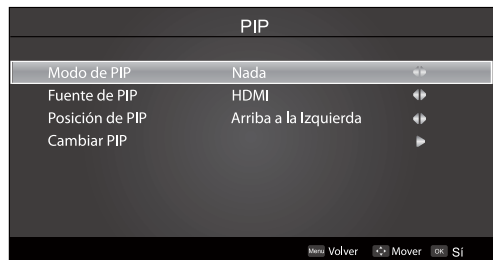 PIP
Modo de PIP Nada
Fuente de PIP HDMI
Posición de PIP Arriba a la Izquierda
Cambiar PIP
Menu Volver Mover OK Sí